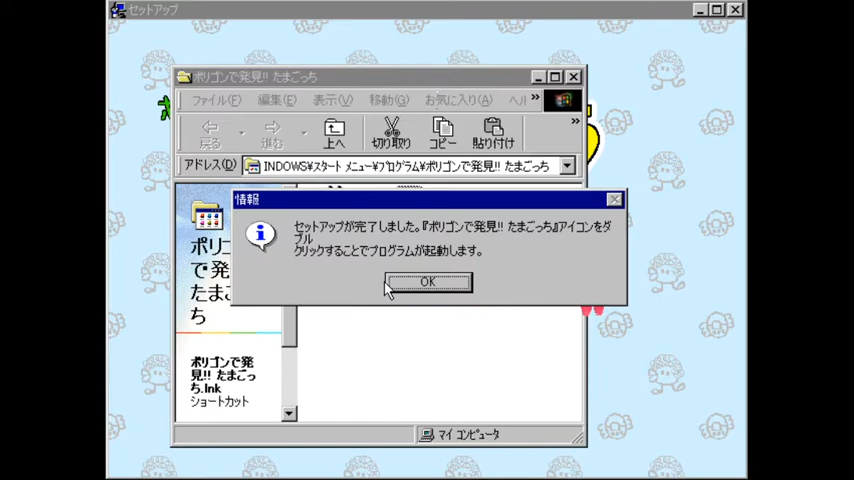 セットアップ
ポリゴンで発見!! たまごっち
ファイル(F) 編集(E) 表示(V) 移動(G) お気に入り(A) ヘル
戻る 進む 上へ 切り取り コピー 貼り付け
アドレス(D) INDOWS¥スタート メニュー¥プログラム¥ポリゴンで発見!! たまごっち
情報
セットアップが完了しました。『ポリゴンで発見!! たまごっち』アイコンをダ
ブル
クリックすることでプログラムが起動します。
OK
ポリゴン
で発
たまご
ち
ポリゴンで発
見!! たまごっ
ち.lnk
ショートカット
マイ コンピュータ